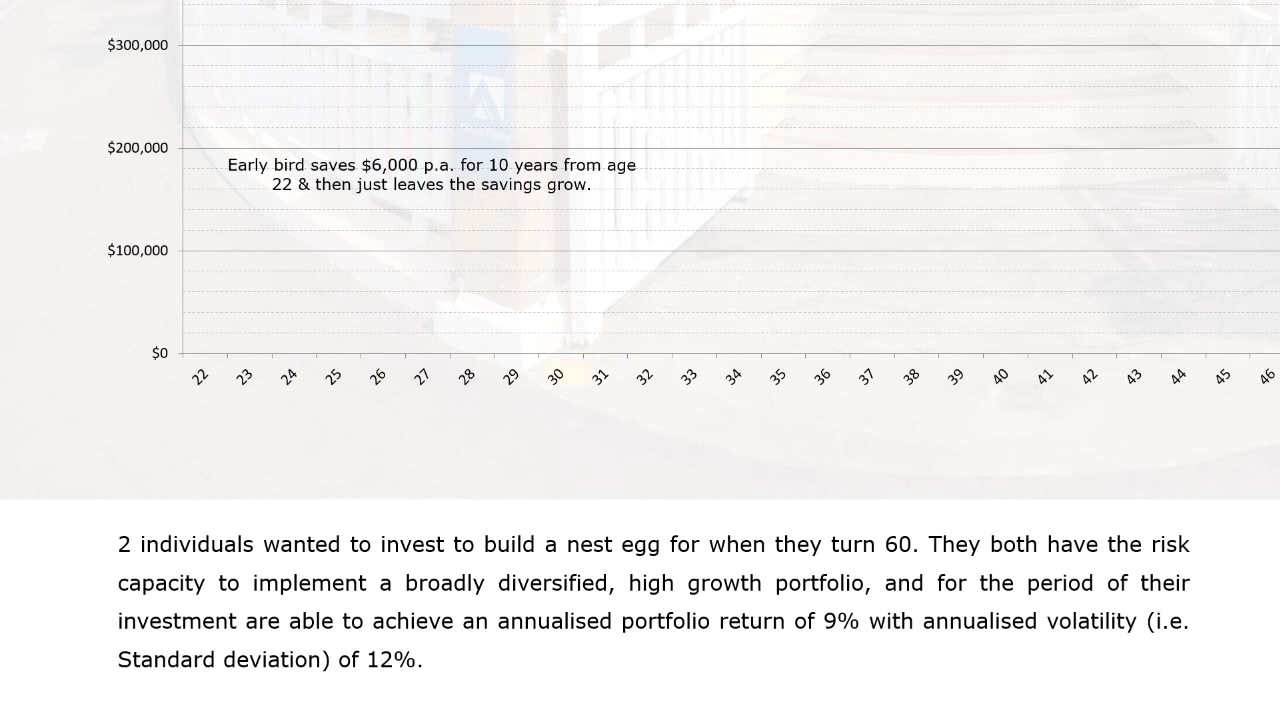 $300,000
$200,000
Early bird saves $6,000 p.a. for 10 years from age
22 & then just leaves the savings grow.
$100,000
$0
22 23 24 25 26 27 28 29 30 31 32 33 34 35 36 37 38 39 40 41 42 43 44 45 46
2 individuals wanted to invest to build a nest egg for when they turn 60. They both have the risk
capacity to implement a broadly diversified, high growth portfolio, and for the period of their
investment are able to achieve an annualised portfolio return of 9% with annualised volatility (i.e.
Standard deviation) of 12%.